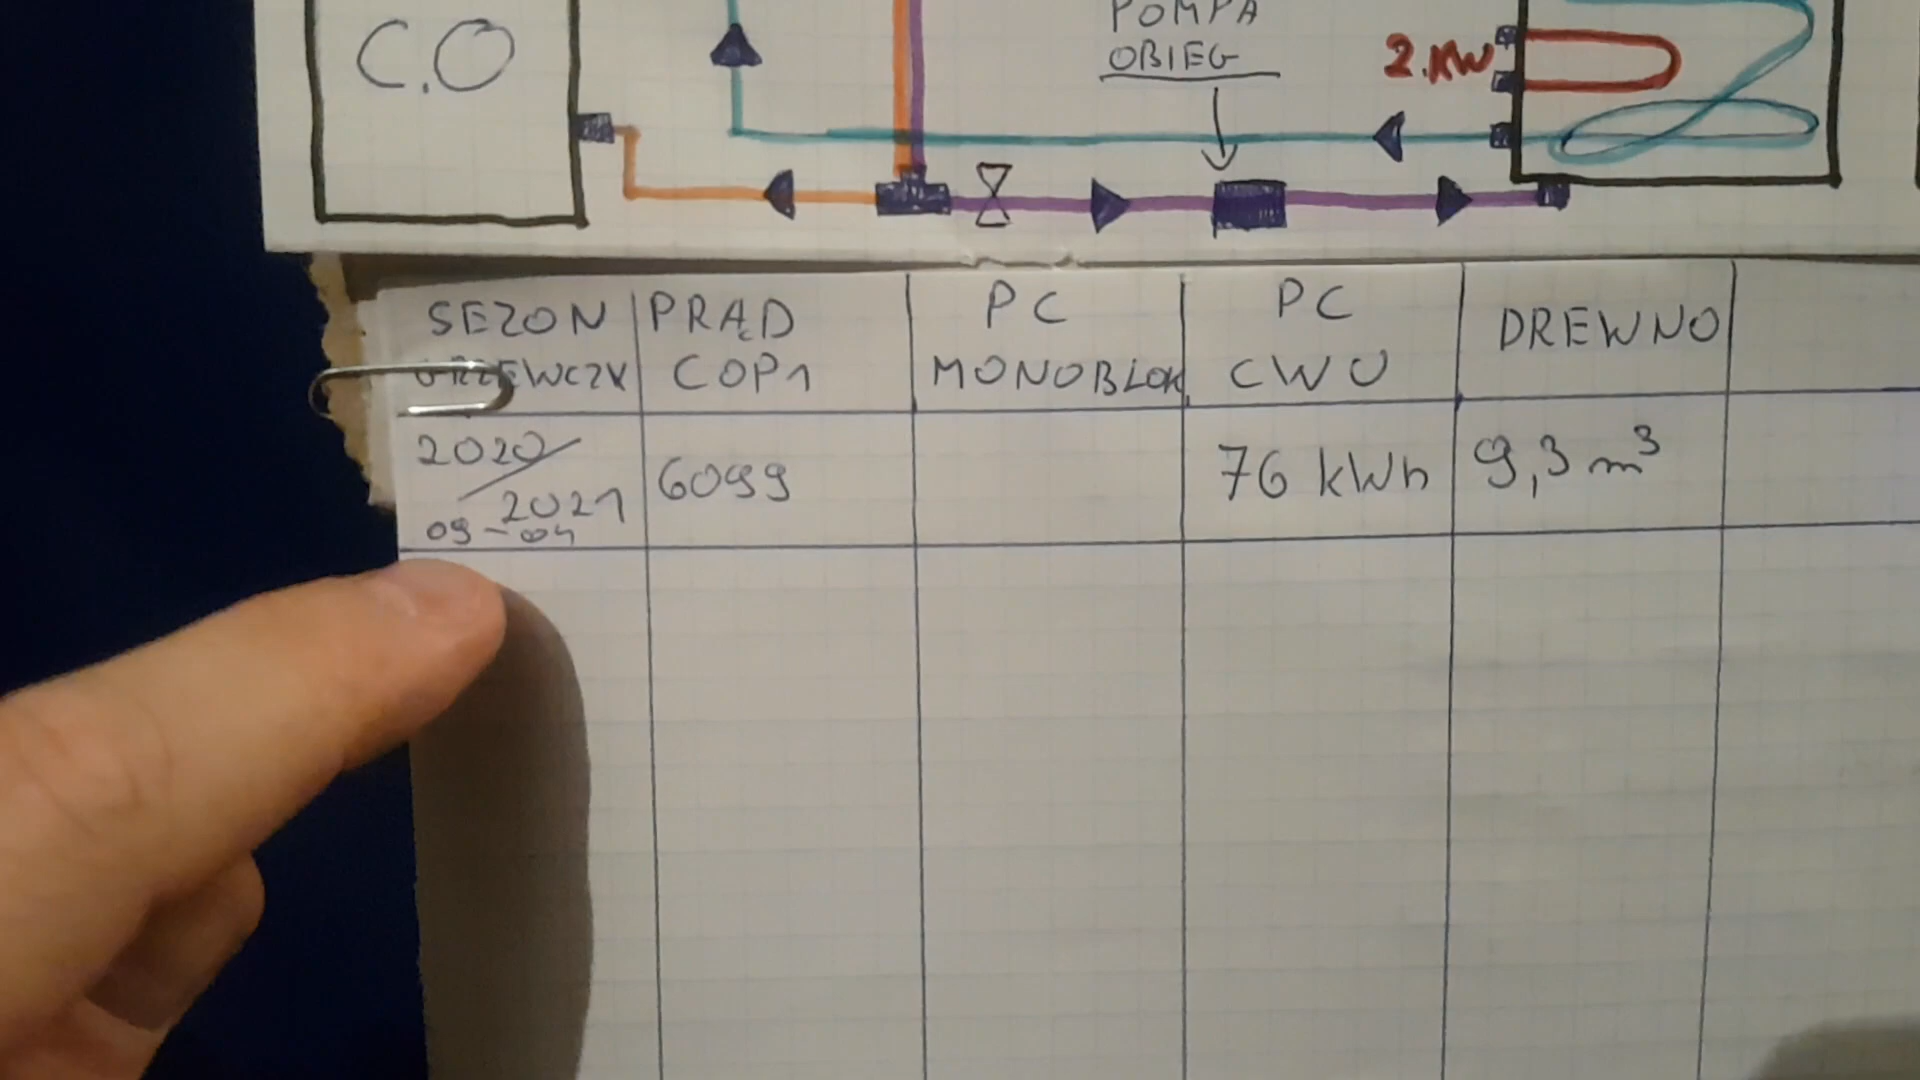 C.O
POMPA
OBIEG
2.KW
SEZON
GRZEWCZY
PRĄD
COP1
PC
MONOBLOK
PC
CWU
DREWNO
2020/
2021
09-04
6099
76 kWh
9,3 m³